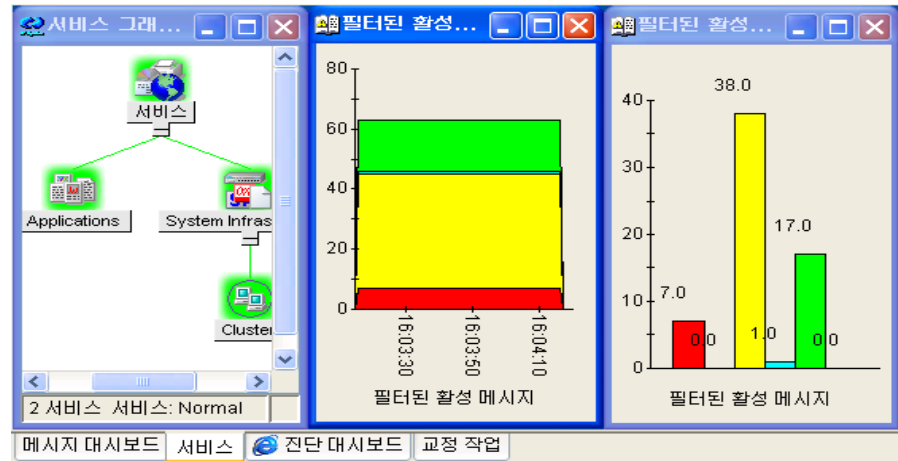 서비스 그래...
서비스
Applications
System Infras
Cluster
2 서비스 서비스: Normal
필터된 활성...
80
60
40
20
0
16:03:30
16:03:50
16:04:10
필터된 활성 메시지
필터된 활성...
40
30
20
10
0
7.0
0.0
38.0
1.0
17.0
0.0
필터된 활성 메시지
메시지 대시보드 서비스 진단 대시보드 교정 작업